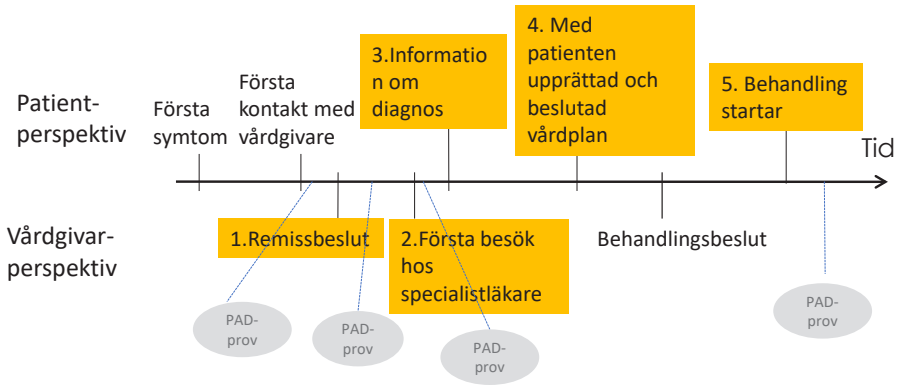 Patient-
perspektiv
Första
symtom
Första
kontakt med
vårdgivare
3.Informatio
n om
diagnos
4. Med
patienten
upprättad och
beslutad
vårdplan
5. Behandling
startar
Tid
Vårdgivar-
perspektiv
1.Remissbeslut
2.Första besök
hos
specialistläkare
Behandlingsbeslut
PAD-
prov
PAD-
prov
PAD-
prov
PAD-
prov